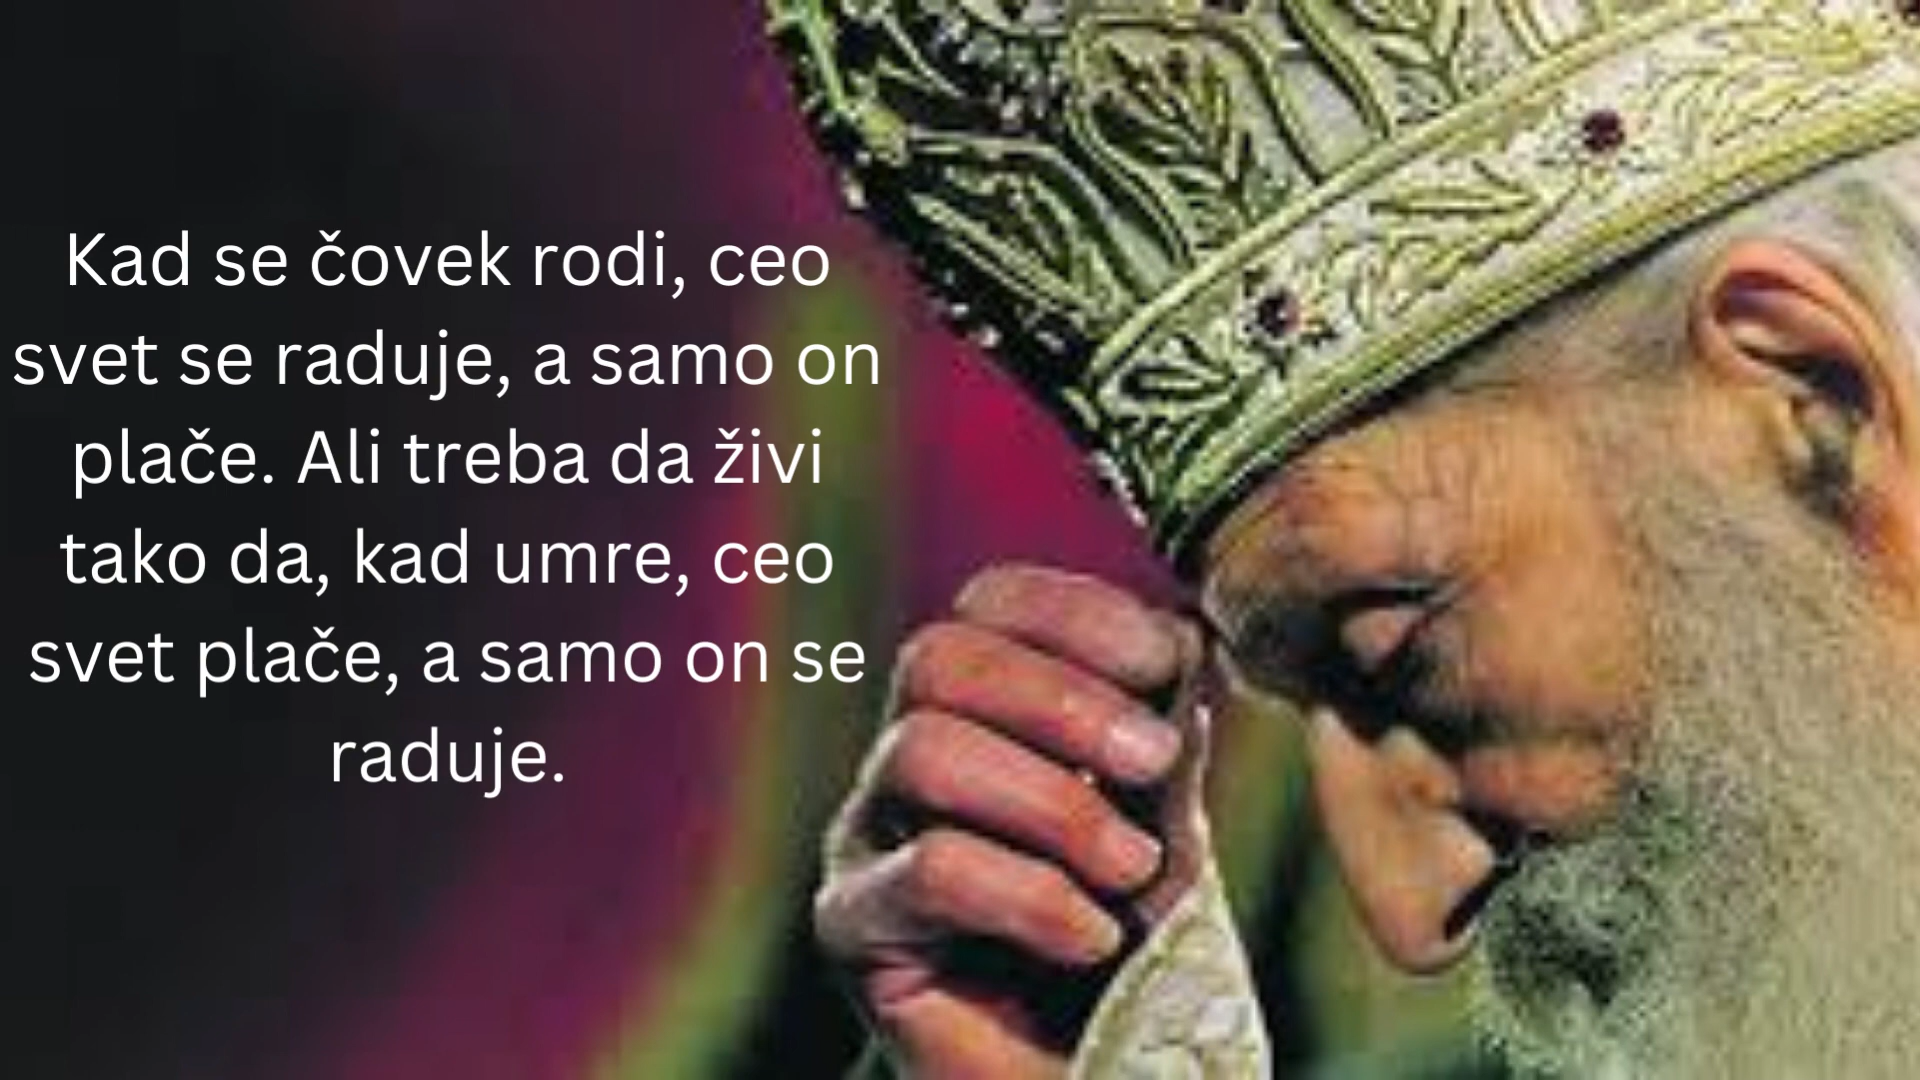 Kad se čovek rodi, ceo
svet se raduje, a samo on
plače. Ali treba da živi
tako da, kad umre, ceo
svet plače, a samo on se
raduje.